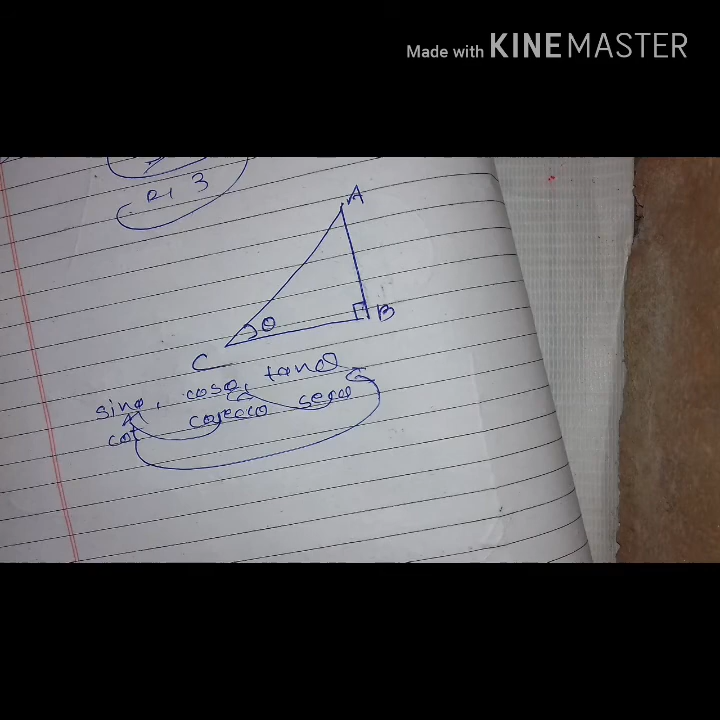 Made with KINEMASTER
3
A
θ
B
C
sinθ, cosθ, tanθ
cot cosecθ secθ